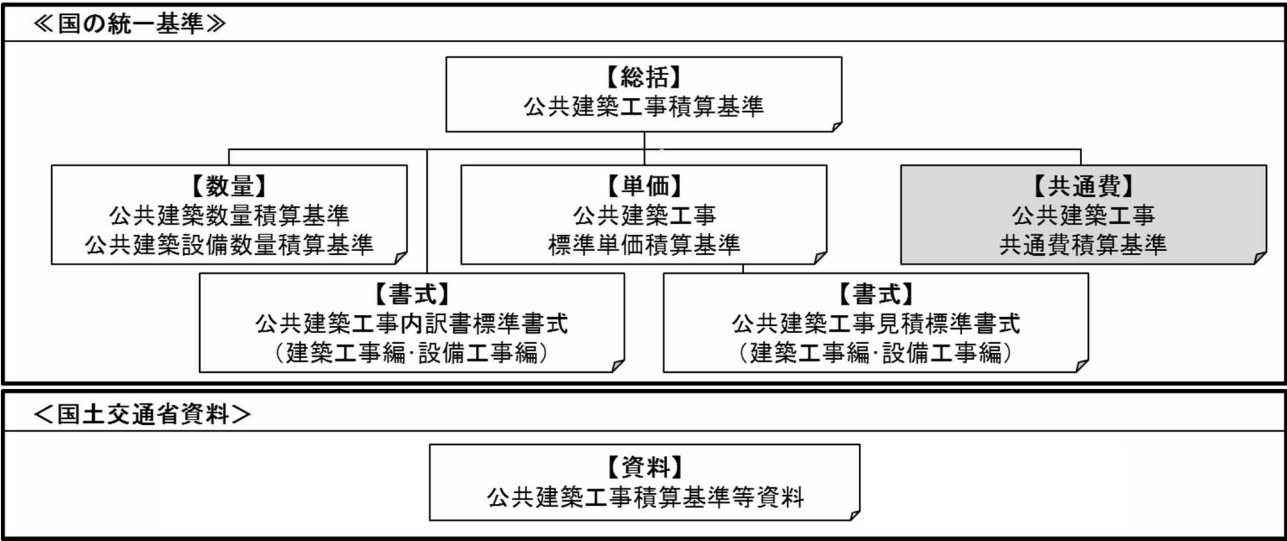 ≪国の統一基準≫
【総括】
公共建築工事積算基準
【数量】
公共建築数量積算基準
公共建築設備数量積算基準
【単価】
公共建築工事
標準単価積算基準
【共通費】
公共建築工事
共通費積算基準
【書式】
公共建築工事内訳書標準書式
（建築工事編･設備工事編）
【書式】
公共建築工事見積標準書式
（建築工事編･設備工事編）
＜国土交通省資料＞
【資料】
公共建築工事積算基準等資料